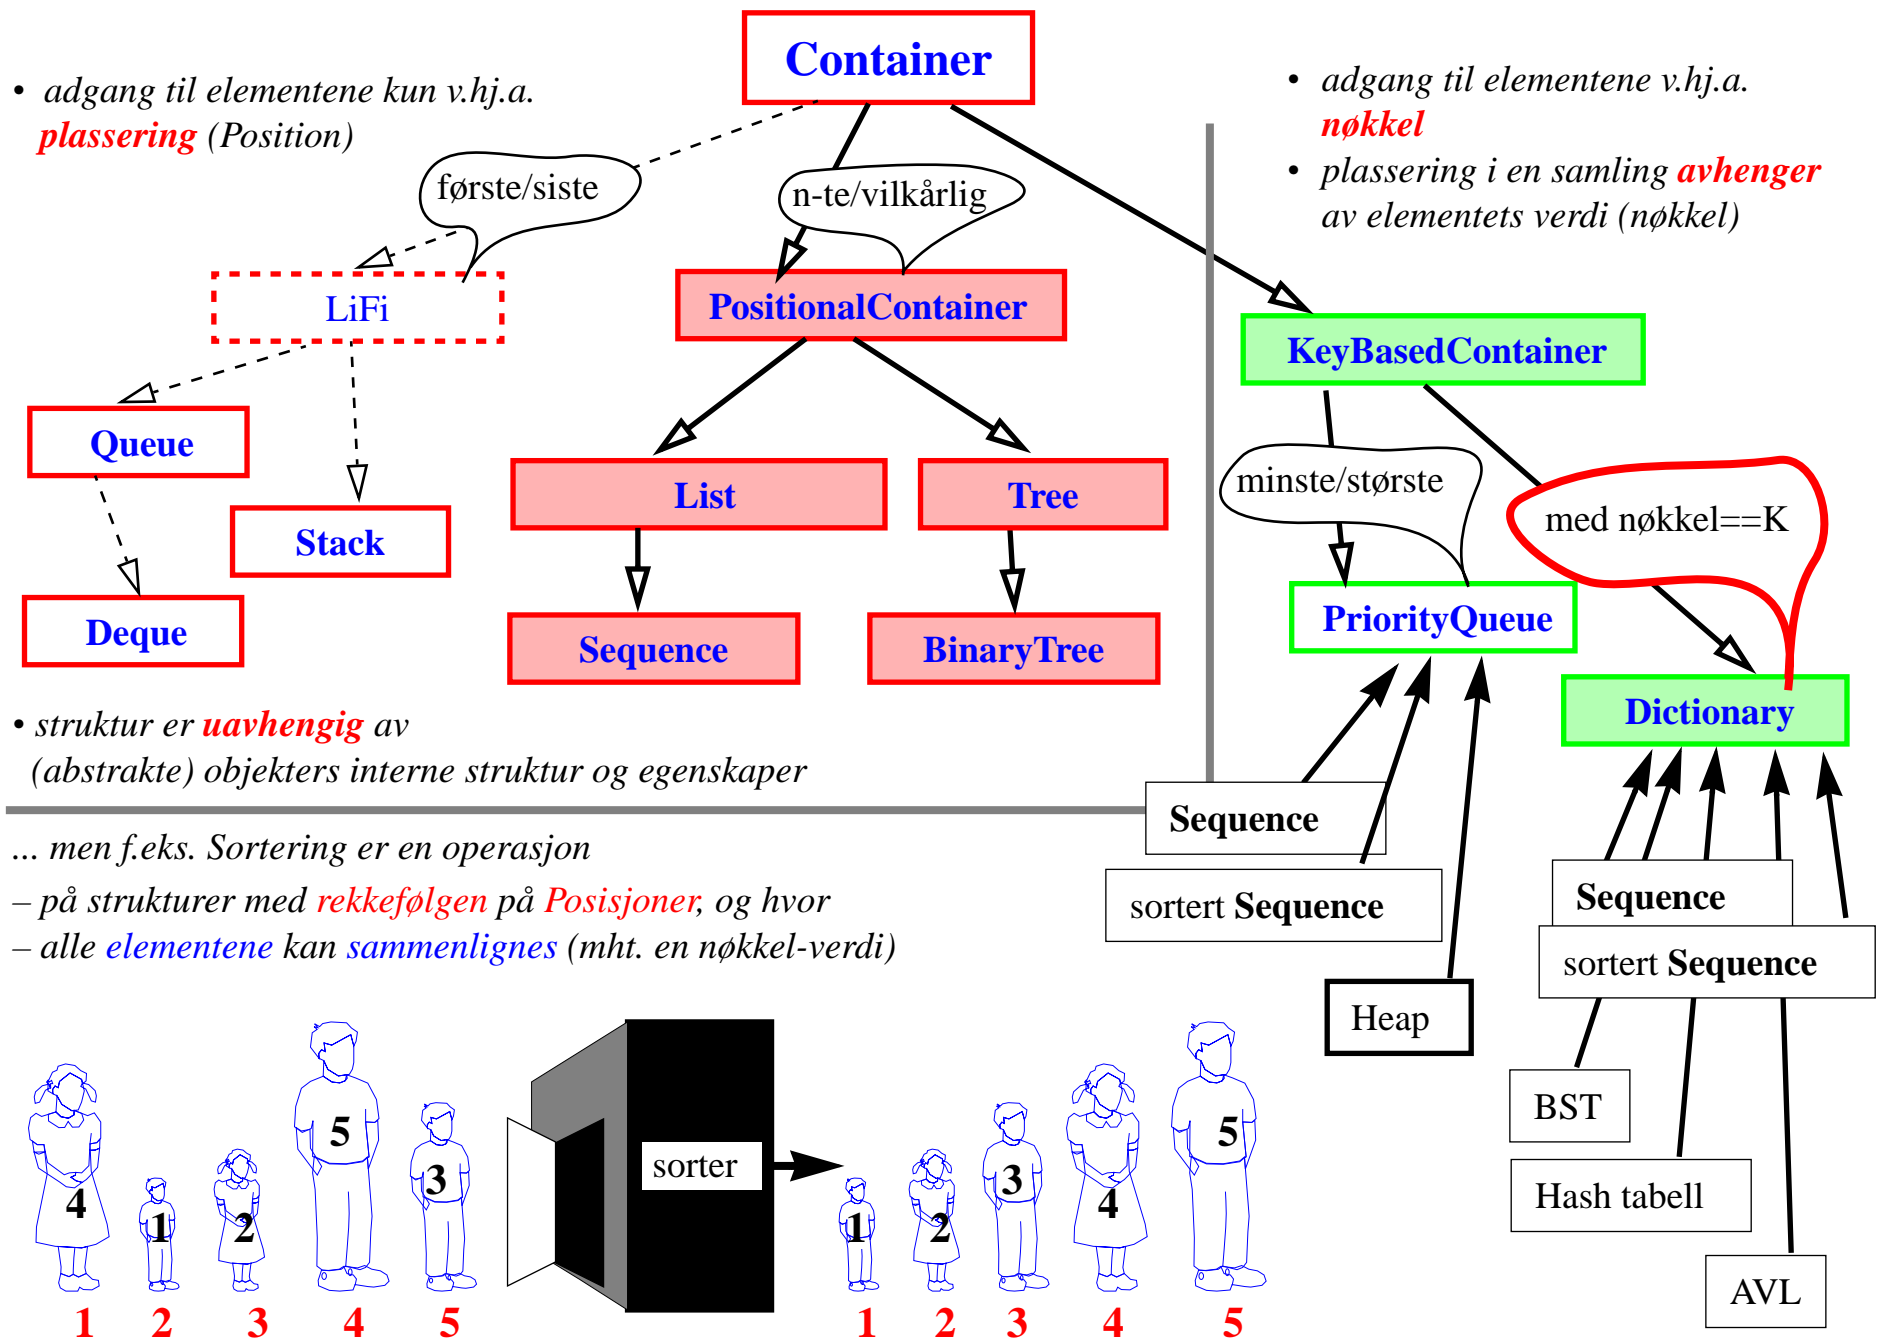 Container
• adgang til elementene kun v.hj.a.
plassering (Position)
• adgang til elementene v.hj.a.
nøkkel
• plassering i en samling avhenger
av elementets verdi (nøkkel)
første/siste
n-te/vilkårlig
LiFi
PositionalContainer
KeyBasedContainer
Queue
Stack
Deque
List
Tree
Sequence
BinaryTree
minste/største
med nøkkel==K
PriorityQueue
Dictionary
• struktur er uavhengig av
(abstrakte) objekters interne struktur og egenskaper
Sequence
sortert Sequence
Heap
Sequence
sortert Sequence
BST
Hash tabell
AVL
... men f.eks. Sortering er en operasjon
– på strukturer med rekkefølgen på Posisjoner, og hvor
– alle elementene kan sammenlignes (mht. en nøkkel-verdi)
4 1 2 5 3
sorter
1 2 3 4 5
1 2 3 4 5
1 2 3 4 5